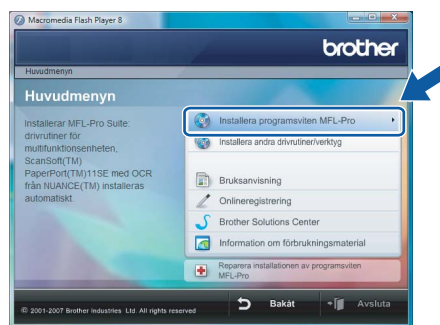 Macromedia Flash Player 8
brother
Huvudmenyn
Huvudmenyn
Installerar MFL-Pro Suite:
drivrutiner för
multifunktionsenheten,
ScanSoft(TM)
PaperPort(TM)11SE med OCR
från NUANCE(TM) installeras
automatiskt.
Installera programsviten MFL-Pro
Installera andra drivrutiner/verktyg
Bruksanvisning
Onlineregistrering
Brother Solutions Center
Information om förbrukningsmaterial
Reparera installationen av programsviten
MFL-Pro
© 2001-2007 Brother Industries Ltd. All rights reserved
Bakåt
Avsluta